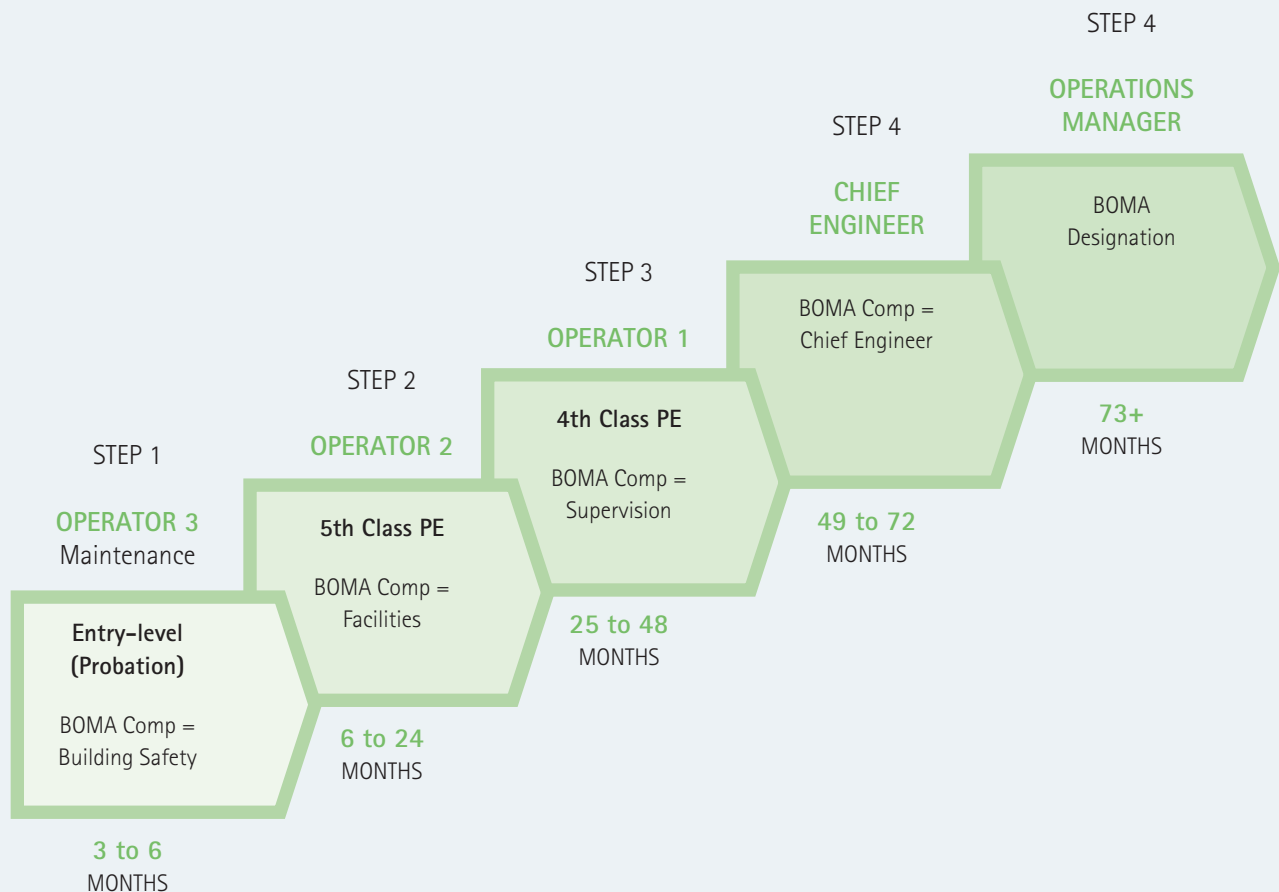 STEP 1
OPERATOR 3
Maintenance
Entry-level
(Probation)
BOMA Comp =
Building Safety
3 to 6
MONTHS
STEP 2
OPERATOR 2
5th Class PE
BOMA Comp =
Facilities
6 to 24
MONTHS
STEP 3
OPERATOR 1
4th Class PE
BOMA Comp =
Supervision
25 to 48
MONTHS
STEP 4
CHIEF
ENGINEER
BOMA Comp =
Chief Engineer
49 to 72
MONTHS
STEP 4
OPERATIONS
MANAGER
BOMA
Designation
73+
MONTHS